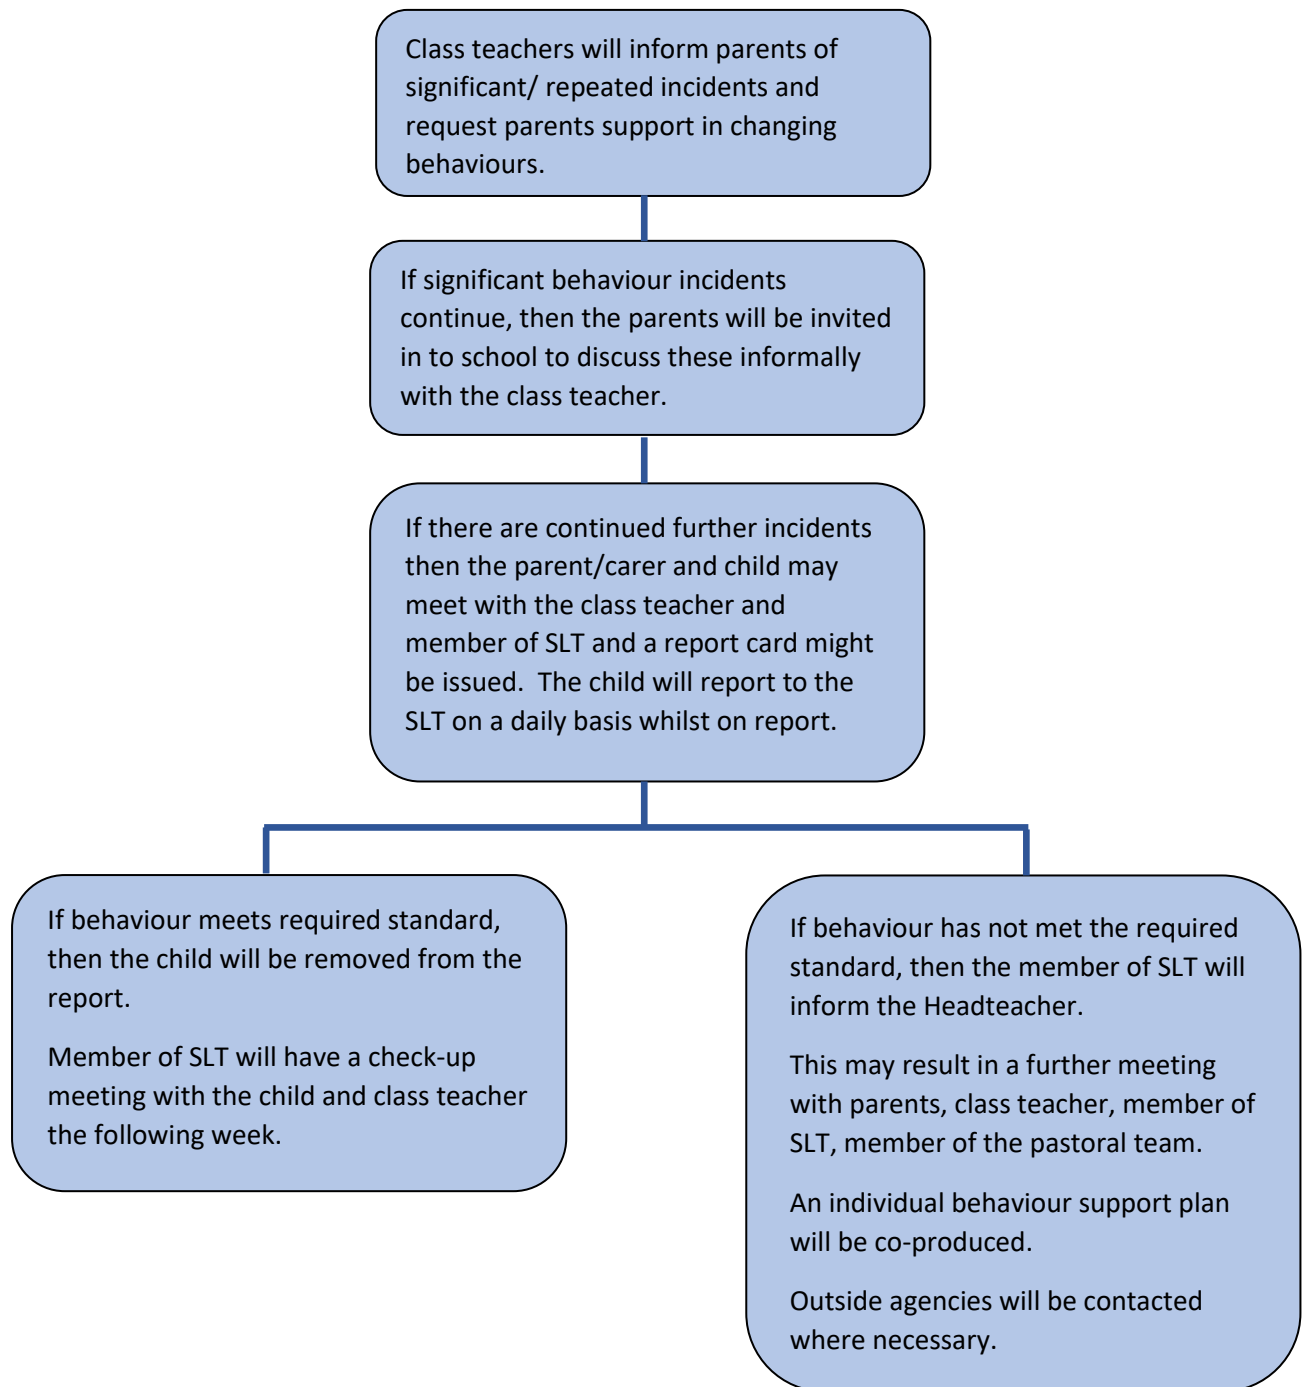 Class teachers will inform parents of
significant/ repeated incidents and
request parents support in changing
behaviours.
If significant behaviour incidents
continue, then the parents will be invited
in to school to discuss these informally
with the class teacher.
If there are continued further incidents
then the parent/carer and child may
meet with the class teacher and
member of SLT and a report card might
be issued.  The child will report to the
SLT on a daily basis whilst on report.
If behaviour meets required standard,
then the child will be removed from the
report.
Member of SLT will have a check-up
meeting with the child and class teacher
the following week.
If behaviour has not met the required
standard, then the member of SLT will
inform the Headteacher.
This may result in a further meeting
with parents, class teacher, member of
SLT, member of the pastoral team.
An individual behaviour support plan
will be co-produced.
Outside agencies will be contacted
where necessary.